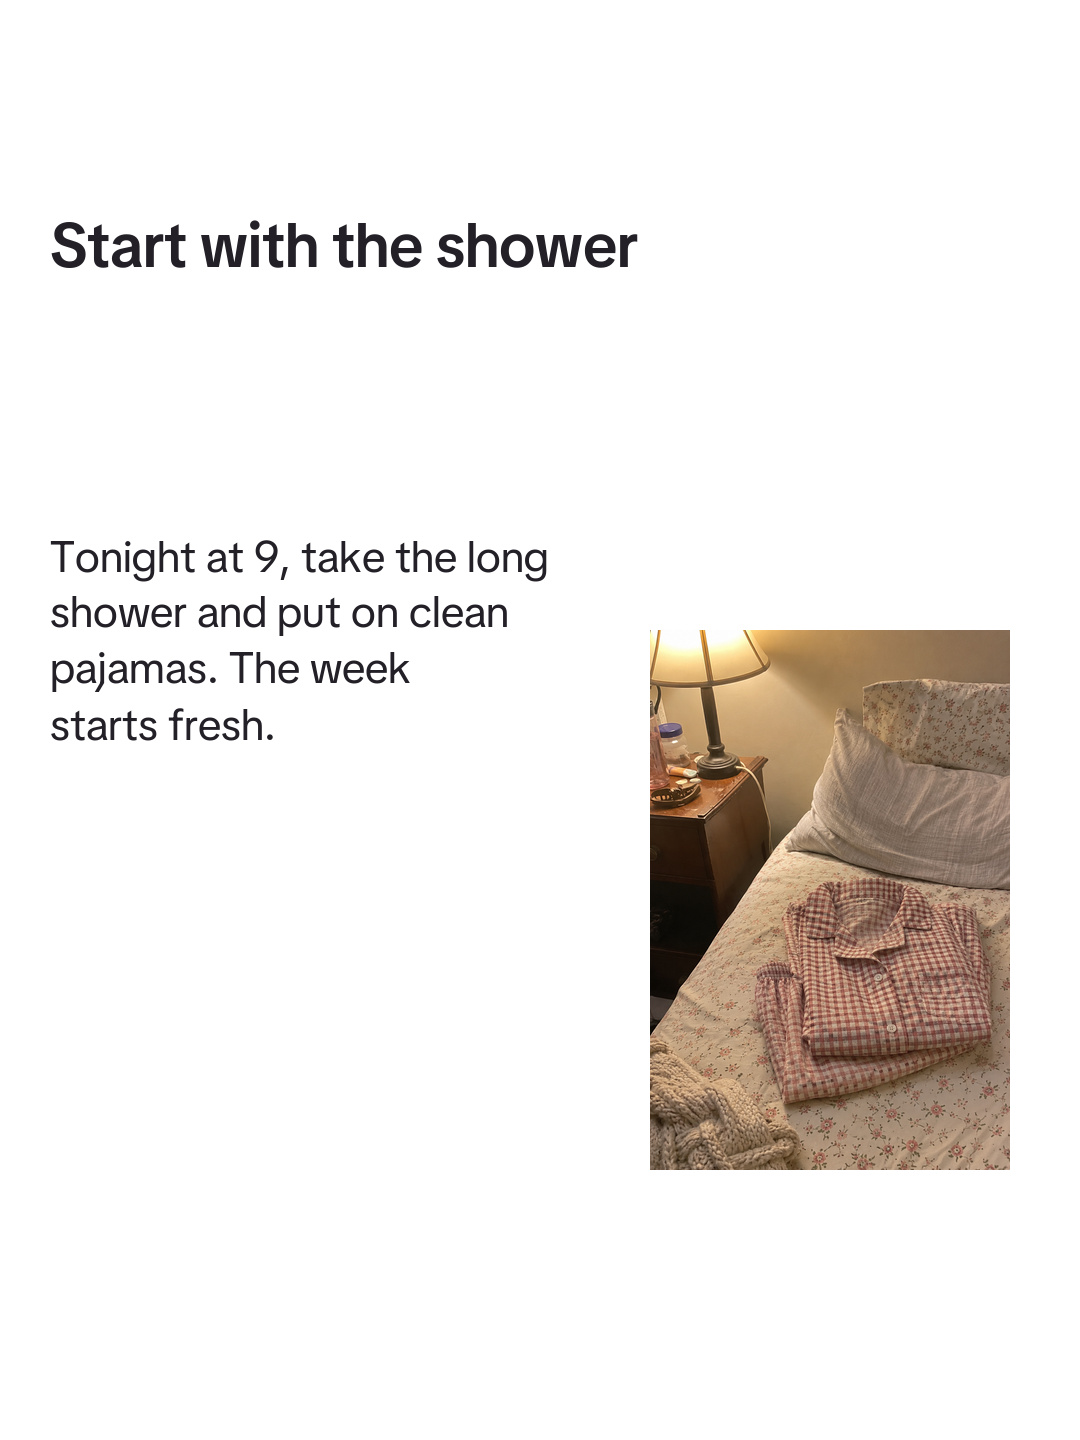 Start with the shower
Tonight at 9, take the long
shower and put on clean
pajamas. The week
starts fresh.